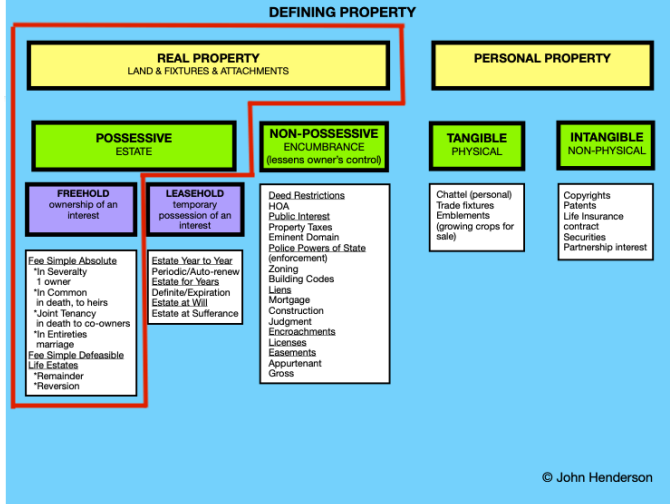 DEFINING PROPERTY
REAL PROPERTY
LAND & FIXTURES & ATTACHMENTS
PERSONAL PROPERTY
POSSESSIVE
ESTATE
NON-POSSESSIVE
ENCUMBRANCE
(lessens owner's control)
TANGIBLE
PHYSICAL
INTANGIBLE
NON-PHYSICAL
FREEHOLD
ownership of an
interest
LEASEHOLD
temporary
possession of an
interest
Fee Simple Absolute
*In Severalty
1 owner
*In Common
in death, to heirs
*Joint Tenancy
in death to co-owners
*In Entireties
marriage
Fee Simple Defeasible
Life Estates
*Remainder
*Reversion
Estate Year to Year
Periodic/Auto-renew
Estate for Years
Definite/Expiration
Estate at Will
Estate at Sufferance
Deed Restrictions
HOA
Public Interest
Property Taxes
Eminent Domain
Police Powers of State
(enforcement)
Zoning
Building Codes
Liens
Mortgage
Construction
Judgment
Encroachments
Licenses
Easements
Appurtenant
Gross
Chattel (personal)
Trade fixtures
Emblements
(growing crops for
sale)
Copyrights
Patents
Life Insurance
contract
Securities
Partnership interest
© John Henderson